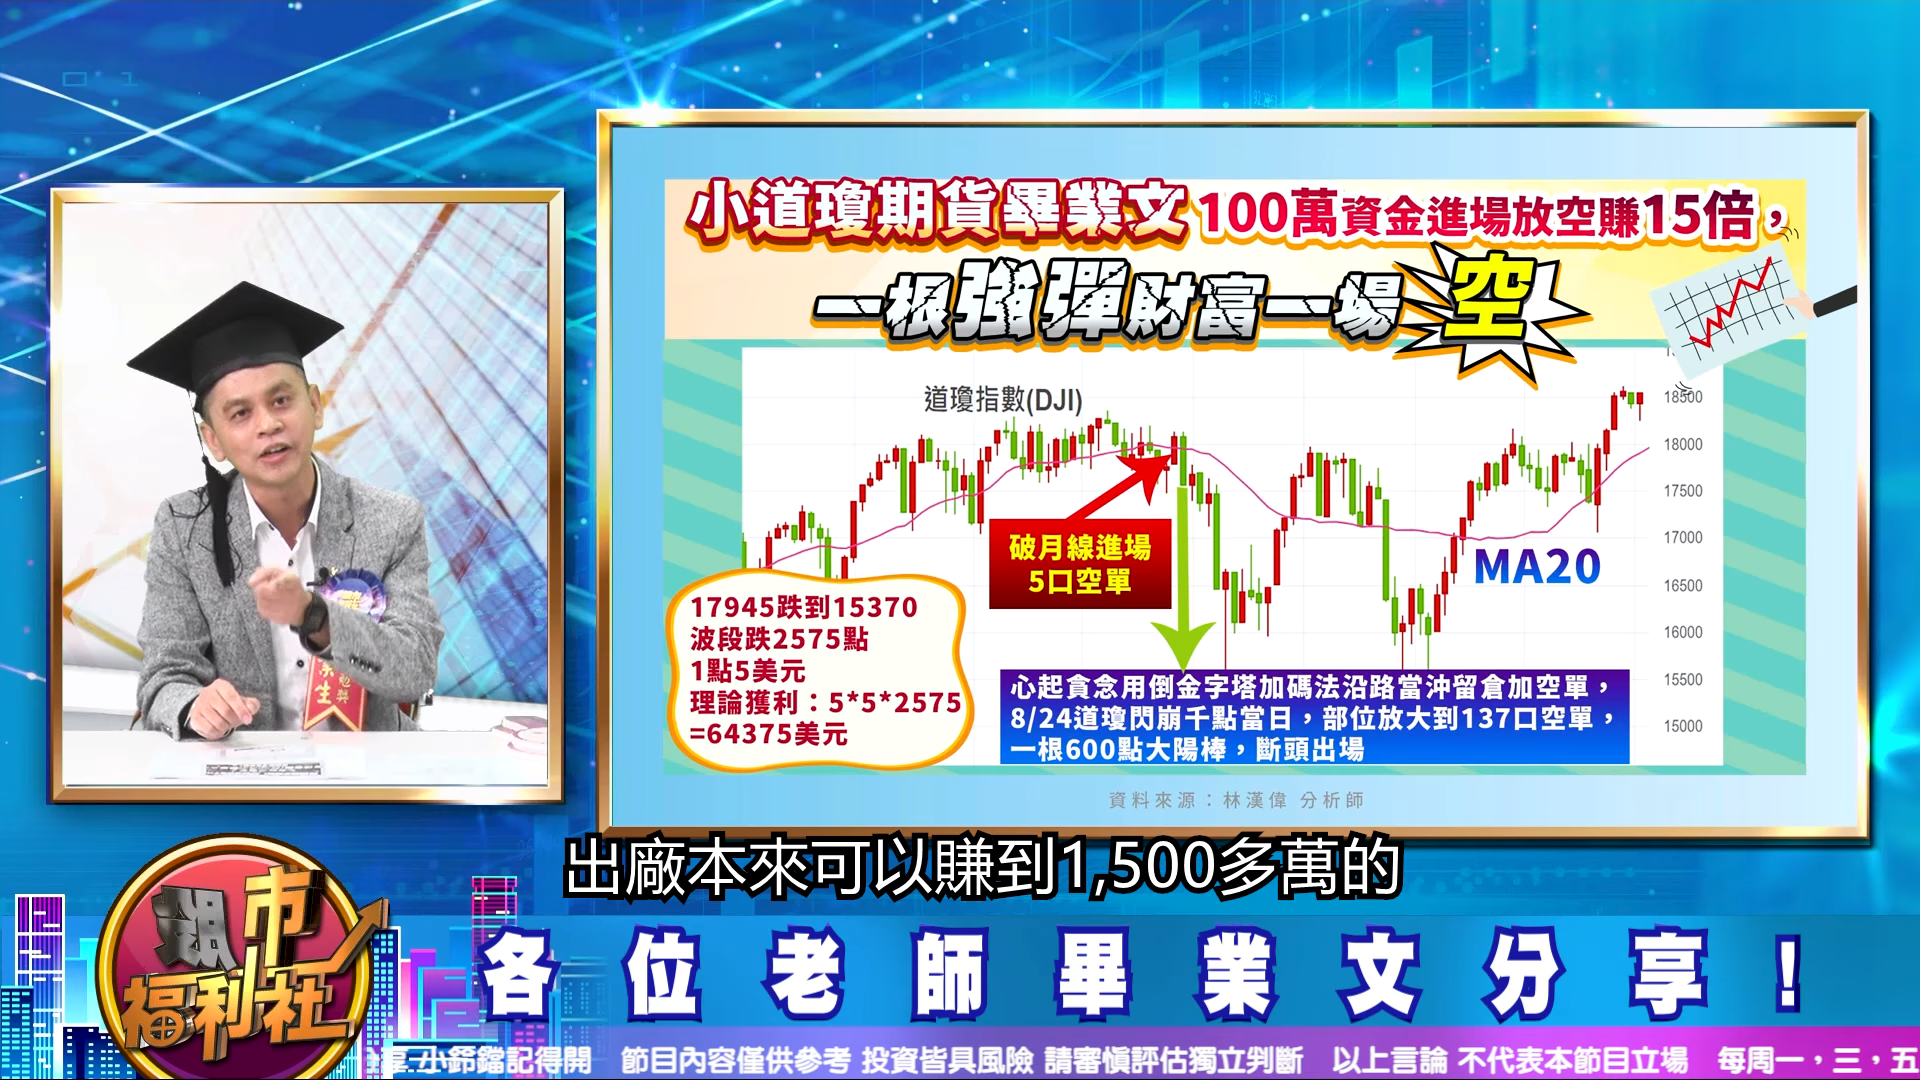 小道瓊期貨畢業文 100萬資金進場放空賺15倍，
一根強彈財富一場空
道瓊指數(DJI)
18500
18000
17500
17000
16500
16000
15500
15000
破月線進場
5口空單
MA20
17945跌到15370
波段跌2575點
1點5美元
理論獲利：5*5*2575
=64375美元
心起貪念用倒金字塔加碼法沿路當沖留倉加空單，
8/24道瓊閃崩千點當日，部位放大到137口空單，
一根600點大陽棒，斷頭出場
資料來源：林漢偉 分析師
出廠本來可以賺到1,500多萬的
股市
福利社
各位老師畢業文分享！
小鈴鐺記得開 節目內容僅供參考 投資皆具風險 請審慎評估獨立判斷 以上言論 不代表本節目立場 每周一，三，五